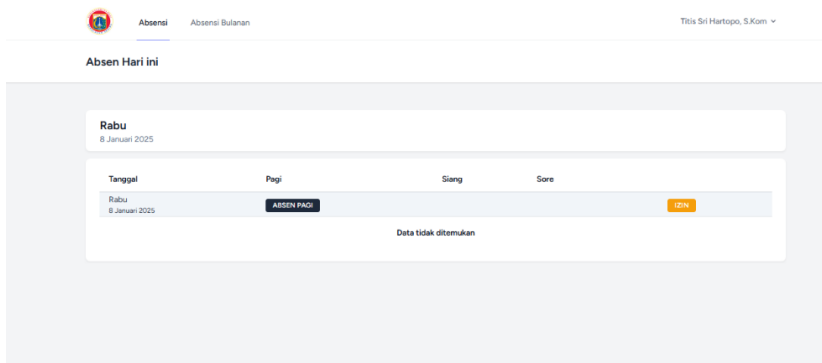 Absensi Absensi Bulanan Titis Sri Hartopo, S.Kom
Absen Hari ini
Rabu
8 Januari 2025
Tanggal Pagi Siang Sore
Rabu
8 Januari 2025
ABSEN PAGI
IZIN
Data tidak ditemukan